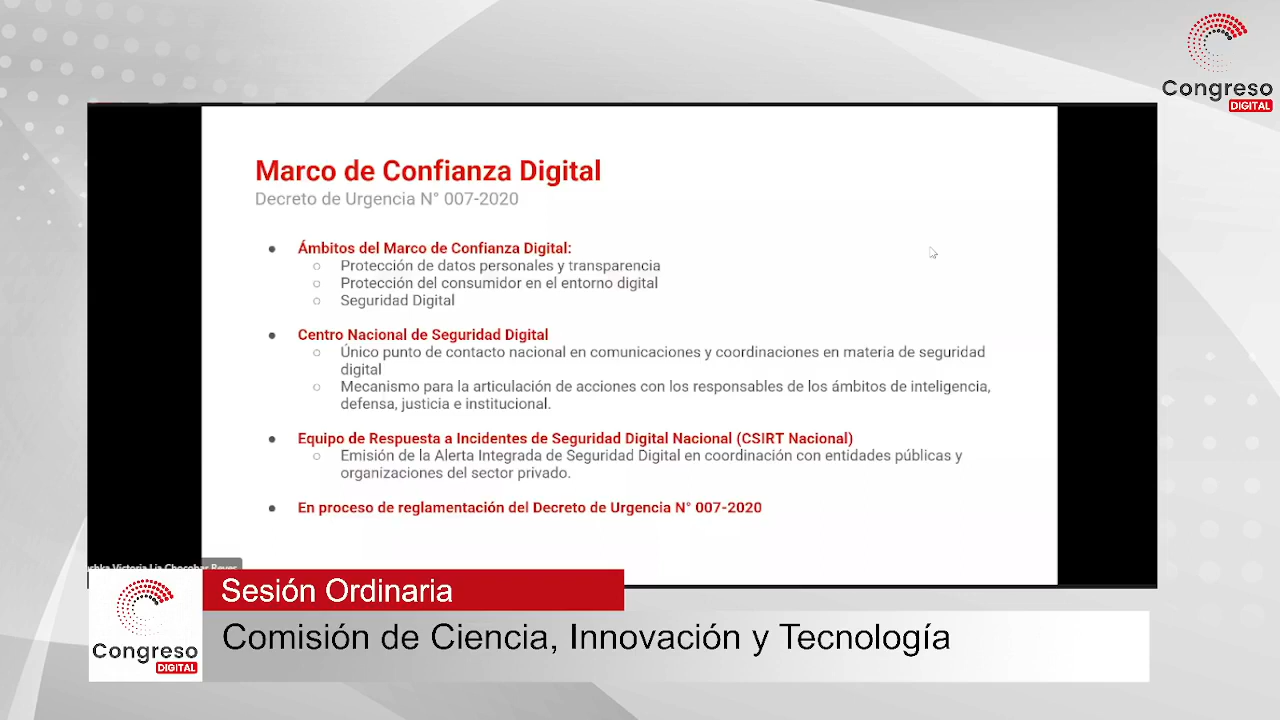 Congreso
DIGITAL
Marco de Confianza Digital
Decreto de Urgencia N° 007-2020
● Ámbitos del Marco de Confianza Digital:
○ Protección de datos personales y transparencia
○ Protección del consumidor en el entorno digital
○ Seguridad Digital
● Centro Nacional de Seguridad Digital
○ Único punto de contacto nacional en comunicaciones y coordinaciones en materia de seguridad
digital
○ Mecanismo para la articulación de acciones con los responsables de los ámbitos de inteligencia,
defensa, justicia e institucional.
● Equipo de Respuesta a Incidentes de Seguridad Digital Nacional (CSIRT Nacional)
○ Emisión de la Alerta Integrada de Seguridad Digital en coordinación con entidades públicas y
organizaciones del sector privado.
● En proceso de reglamentación del Decreto de Urgencia N° 007-2020
Victoria Lia
Sesión Ordinaria
Comisión de Ciencia, Innovación y Tecnología
Congreso
DIGITAL